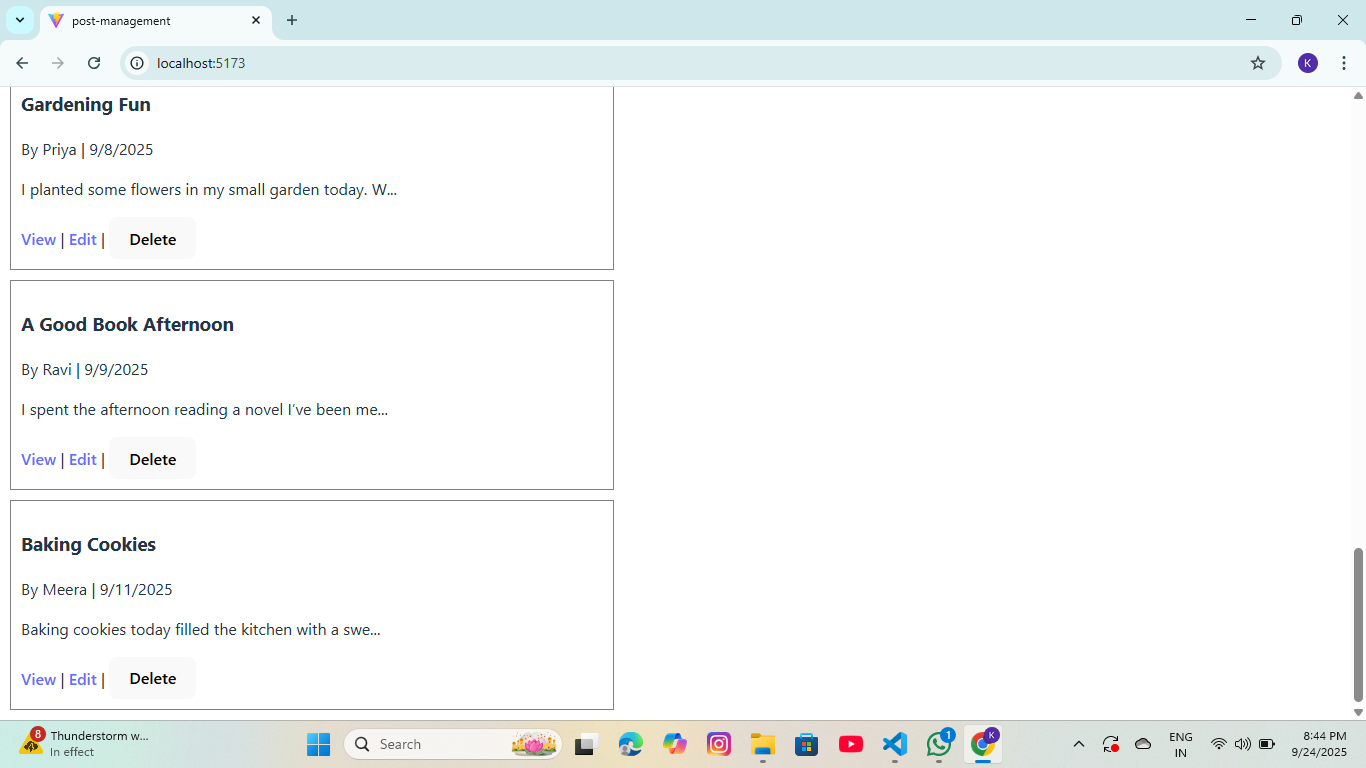 post-management
localhost:5173
K
Gardening Fun
By Priya | 9/8/2025
I planted some flowers in my small garden today. W...
View | Edit | Delete
A Good Book Afternoon
By Ravi | 9/9/2025
I spent the afternoon reading a novel I’ve been me...
View | Edit | Delete
Baking Cookies
By Meera | 9/11/2025
Baking cookies today filled the kitchen with a swe...
View | Edit | Delete
8
Thunderstorm w...
In effect
Search
1
K
ENG
IN
8:44 PM
9/24/2025